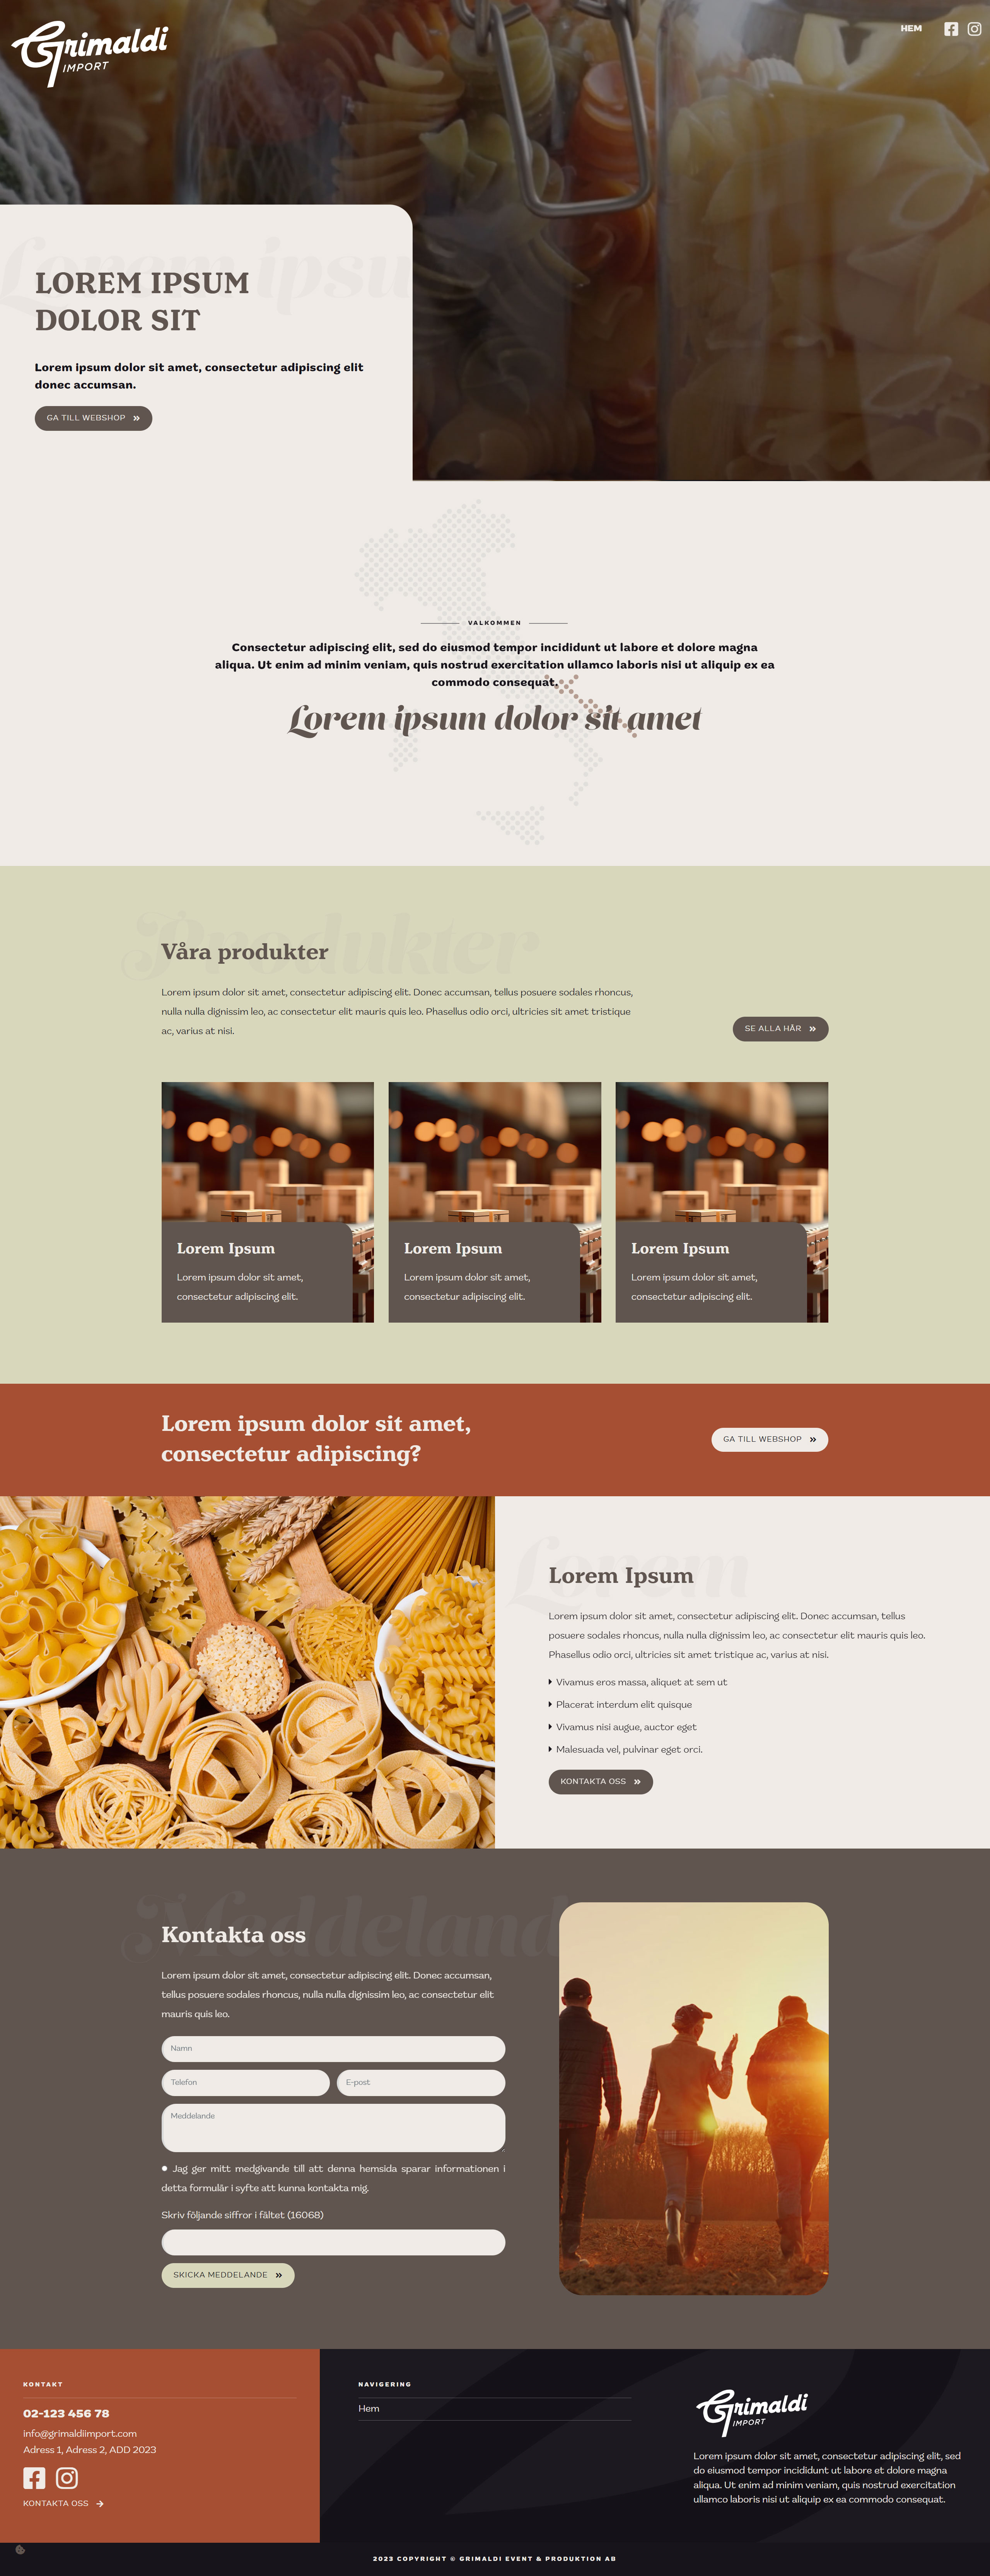 Grimaldi
IMPORT
HEM
Lorem ipsu
LOREM IPSUM
DOLOR SIT
Lorem ipsum dolor sit amet, consectetur adipiscing elit
donec accumsan.
GA TILL WEBSHOP
VALKOMMEN
Consectetur adipiscing elit, sed do eiusmod tempor incididunt ut labore et dolore magna
aliqua. Ut enim ad minim veniam, quis nostrud exercitation ullamco laboris nisi ut aliquip ex ea
commodo consequat.
Lorem ipsum dolor sit amet
Produkter
Våra produkter
Lorem ipsum dolor sit amet, consectetur adipiscing elit. Donec accumsan, tellus posuere sodales rhoncus,
nulla nulla dignissim leo, ac consectetur elit mauris quis leo. Phasellus odio orci, ultricies sit amet tristique
ac, varius at nisi.
SE ALLA HÄR
Lorem Ipsum
Lorem ipsum dolor sit amet,
consectetur adipiscing elit.
Lorem Ipsum
Lorem ipsum dolor sit amet,
consectetur adipiscing elit.
Lorem Ipsum
Lorem ipsum dolor sit amet,
consectetur adipiscing elit.
Lorem ipsum dolor sit amet,
consectetur adipiscing?
GA TILL WEBSHOP
Lorem
Lorem Ipsum
Lorem ipsum dolor sit amet, consectetur adipiscing elit. Donec accumsan, tellus
posuere sodales rhoncus, nulla nulla dignissim leo, ac consectetur elit mauris quis leo.
Phasellus odio orci, ultricies sit amet tristique ac, varius at nisi.
Vivamus eros massa, aliquet at sem ut
Placerat interdum elit quisque
Vivamus nisi augue, auctor eget
Malesuada vel, pulvinar eget orci.
KONTAKTA OSS
Meddeland
Kontakta oss
Lorem ipsum dolor sit amet, consectetur adipiscing elit. Donec accumsan,
tellus posuere sodales rhoncus, nulla nulla dignissim leo, ac consectetur elit
mauris quis leo.
Namn
Telefon
E-post
Meddelande
Jag ger mitt medgivande till att denna hemsida sparar informationen i
detta formulär i syfte att kunna kontakta mig.
Skriv följande siffror i fältet (16068)
SKICKA MEDDELANDE
KONTAKT
02-123 456 78
info@grimaldiimport.com
Adress 1, Adress 2, ADD 2023
KONTAKTA OSS
NAVIGERING
Hem
Grimaldi
IMPORT
Lorem ipsum dolor sit amet, consectetur adipiscing elit, sed
do eiusmod tempor incididunt ut labore et dolore magna
aliqua. Ut enim ad minim veniam, quis nostrud exercitation
ullamco laboris nisi ut aliquip ex ea commodo consequat.
2023 COPYRIGHT © GRIMALDI EVENT & PRODUKTION AB